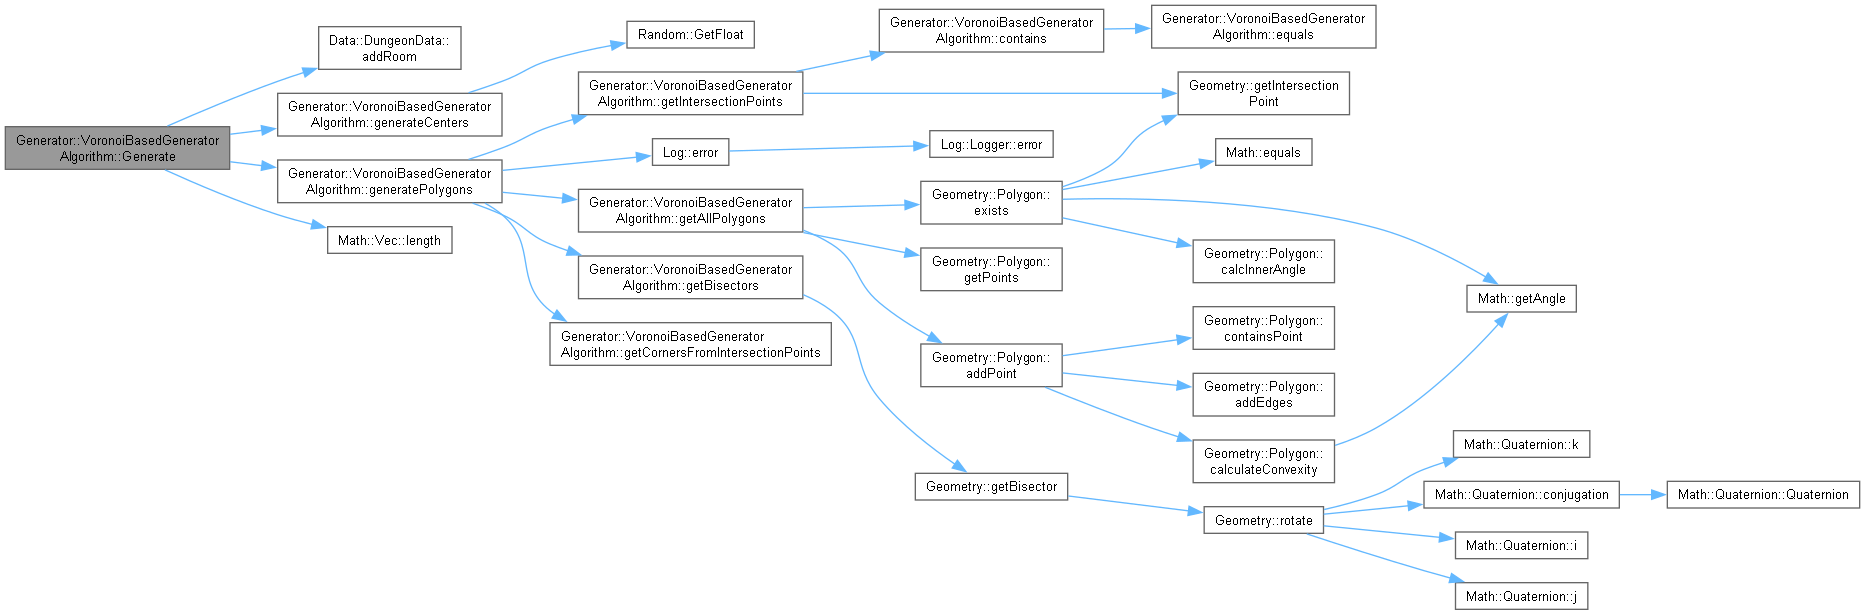 Generator::VoronoiBasedGenerator
Algorithm::Generate
Data::DungeonData::
addRoom
Generator::VoronoiBasedGenerator
Algorithm::generateCenters
Generator::VoronoiBasedGenerator
Algorithm::generatePolygons
Math::Vec::length
Random::GetFloat
Generator::VoronoiBasedGenerator
Algorithm::getIntersectionPoints
Log::error
Generator::VoronoiBasedGenerator
Algorithm::getAllPolygons
Generator::VoronoiBasedGenerator
Algorithm::getBisectors
Generator::VoronoiBasedGenerator
Algorithm::getCornersFromIntersectionPoints
Generator::VoronoiBasedGenerator
Algorithm::contains
Log::Logger::error
Geometry::Polygon::
exists
Geometry::Polygon::
getPoints
Geometry::Polygon::
addPoint
Geometry::getBisector
Generator::VoronoiBasedGenerator
Algorithm::equals
Geometry::getIntersection
Point
Math::equals
Geometry::Polygon::
calcInnerAngle
Geometry::Polygon::
containsPoint
Geometry::Polygon::
addEdges
Geometry::Polygon::
calculateConvexity
Geometry::rotate
Math::getAngle
Math::Quaternion::k
Math::Quaternion::conjugation
Math::Quaternion::i
Math::Quaternion::j
Math::Quaternion::Quaternion